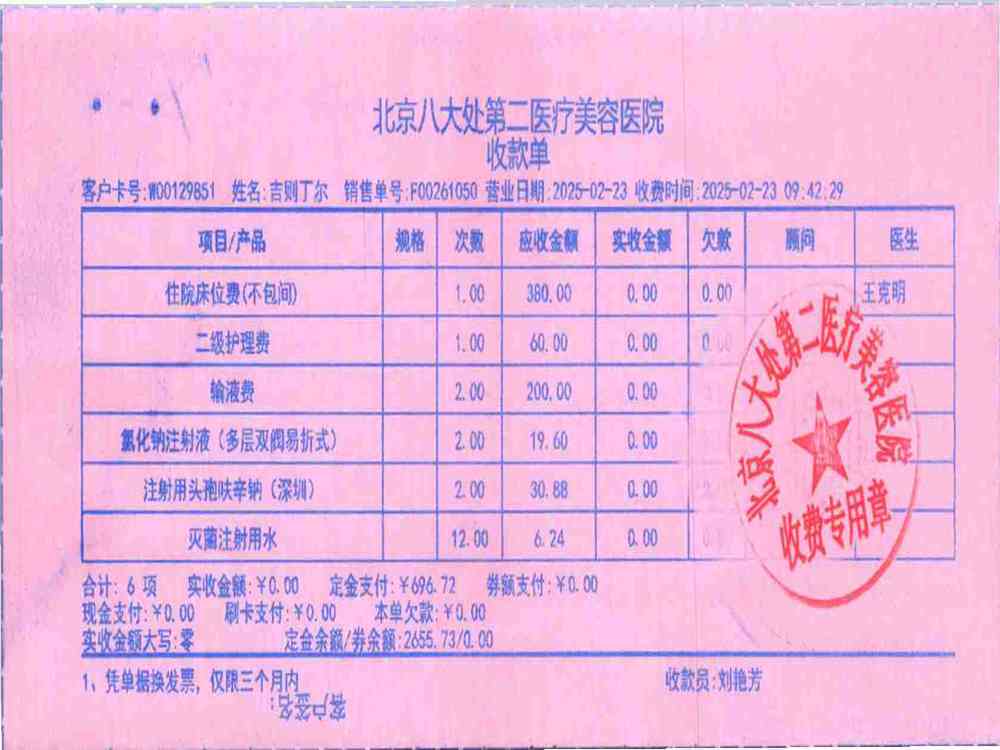 北京八大处第二医疗美容医院
收款单
客户卡号:W00129851 姓名:吉则丁尔 销售单号:F00261050 营业日期:2025-02-23 收费时间:2025-02-23 09:42:29
项目/产品 规格 次数 应收金额 实收金额 欠款 顾问 医生
住院床位费(不包间) 1.00 380.00 0.00 0.00 王克明
二级护理费 1.00 60.00 0.00
输液费 2.00 200.00 0.00
氯化钠注射液（多层双阀易折式） 2.00 19.60 0.00
注射用头孢呋辛钠（深圳） 2.00 30.88 0.00
灭菌注射用水 12.00 6.24 0.00
北京八大处第二医疗美容医院
收费专用章
合计: 6 项 实收金额:￥0.00 定金支付:￥696.72 券额支付:￥0.00
现金支付:￥0.00 刷卡支付:￥0.00 本单欠款:￥0.00
实收金额大写:零 定金余额/券余额:2655.73/0.00
1、凭单据换发票，仅限三个月内 收款员:刘艳芳
客户签名: